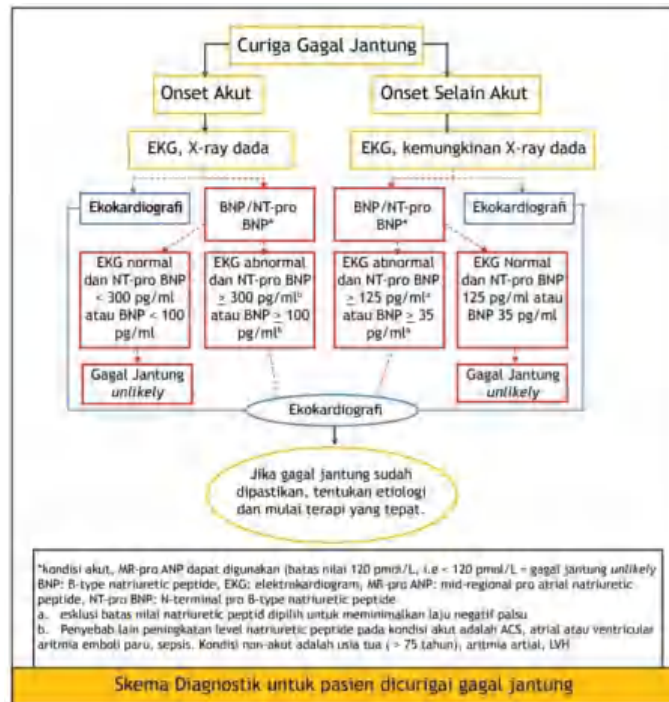 Curiga Gagal Jantung
Onset Akut
Onset Selain Akut
EKG, X-ray dada
EKG, kemungkinan X-ray dada
Ekokardiografi
BNP/NT-pro
BNP*
BNP/NT-pro
BNP*
Ekokardiografi
EKG normal
dan NT-pro BNP
< 300 pg/ml
atau BNP < 100
pg/ml
EKG abnormal
dan NT-pro BNP
≥ 300 pg/mlᵇ
atau BNP ≥ 100
pg/mlᵇ
EKG abnormal
dan NT-pro BNP
≥ 125 pg/mlᵃ
atau BNP ≥ 35
pg/mlᵃ
EKG Normal
dan NT-pro BNP
125 pg/ml atau
BNP 35 pg/ml
Gagal Jantung
unlikely
Gagal Jantung
unlikely
Ekokardiografi
Jika gagal jantung sudah
dipastikan, tentukan etiologi
dan mulai terapi yang tepat.
*kondisi akut, MR-pro ANP dapat digunakan (batas nilai 120 pmol/L, i.e < 120 pmol/L = gagal jantung unlikely
BNP: B-type natriuretic peptide, EKG: elektrokardiogram, MR-pro ANP: mid-regional pro atrial natriuretic
peptide, NT-pro BNP: N-terminal pro B-type natriuretic peptide
a. esklusi batas nilai natriuretic peptid dipilih untuk meminimalkan laju negatif palsu
b. Penyebab lain peningkatan level natriuretic peptide pada kondisi akut adalah ACS, atrial atau ventricular
aritmia emboli paru, sepsis. Kondisi non-akut adalah usia tua ( > 75 tahun), aritmia artial, LVH
Skema Diagnostik untuk pasien dicurigai gagal jantung